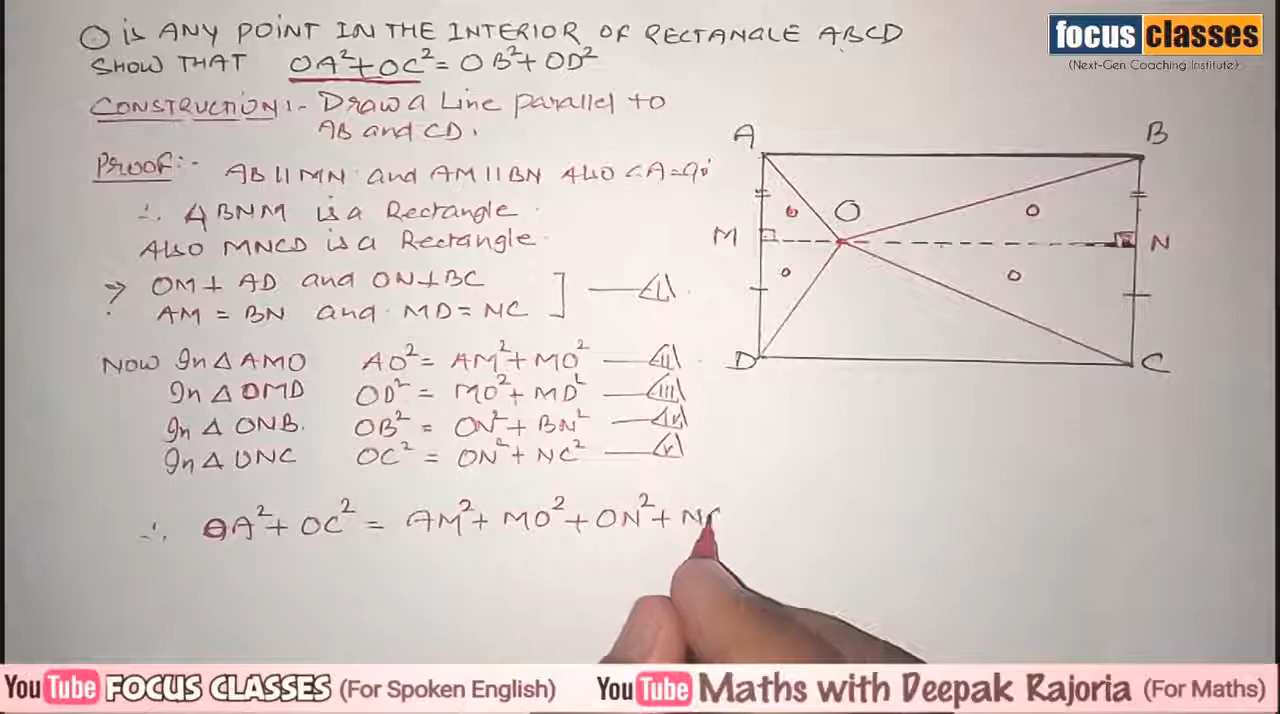 O is ANY POINT IN THE INTERIOR OF RECTANGLE ABCD
SHOW THAT OA²+OC²=OB²+OD²
CONSTRUCTION:- Draw a Line parallel to
AB and CD.
Proof:- AB||MN and AM||BN Also <A=90°
∴ ABNM is a Rectangle.
Also MNCD is a Rectangle.
⇒ OM⊥AD and ON⊥BC
AM = BN and MD=NC ] —(i)
Now In △ AMO AO² = AM²+MO² —(ii)
In △ OMD OD² = MO²+MD² —(iii)
In △ ONB. OB² = ON²+BN² —(iv)
In △ ONC OC² = ON²+NC² —(v)
∴ OA²+OC² = AM²+MO²+ON²+NC
A
B
O
M
N
D
C
focus classes
(Next-Gen Coaching Institute)
YouTube FOCUS CLASSES (For Spoken English) YouTube Maths with Deepak Rajoria (For Maths)